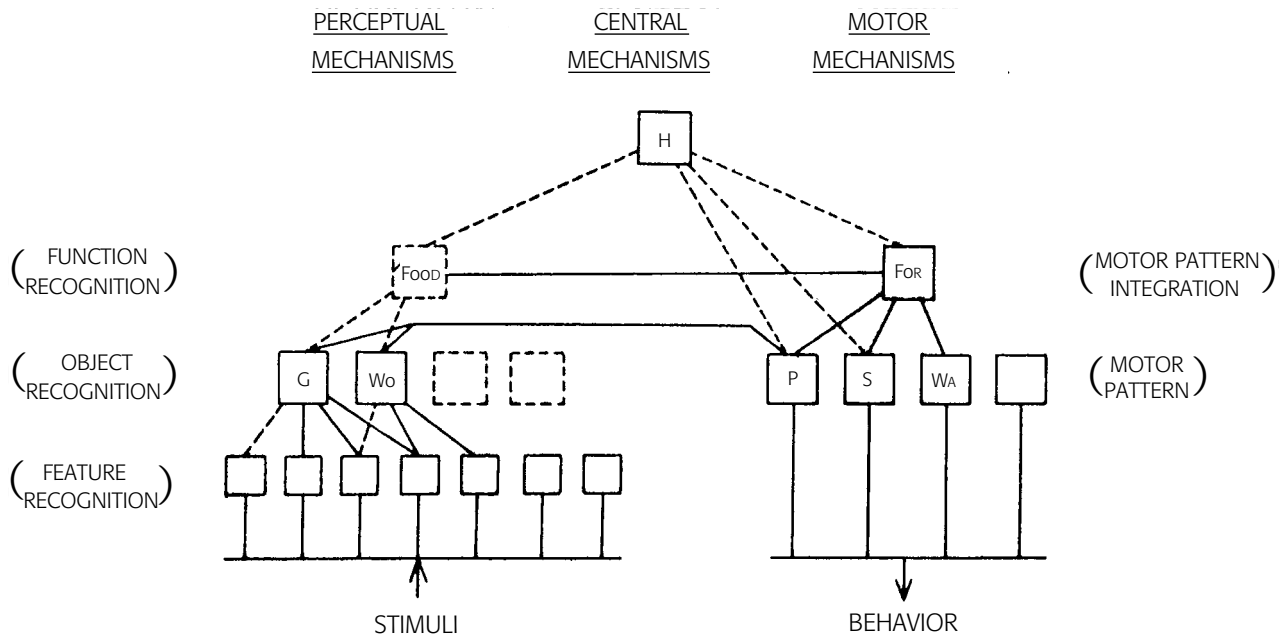 PERCEPTUAL CENTRAL MOTOR
MECHANISMS MECHANISMS MECHANISMS
H
FUNCTION
RECOGNITION
FOOD
FOR
MOTOR PATTERN
INTEGRATION
OBJECT
RECOGNITION
G
WO
P
S
WA
MOTOR
PATTERN
FEATURE
RECOGNITION
STIMULI
BEHAVIOR